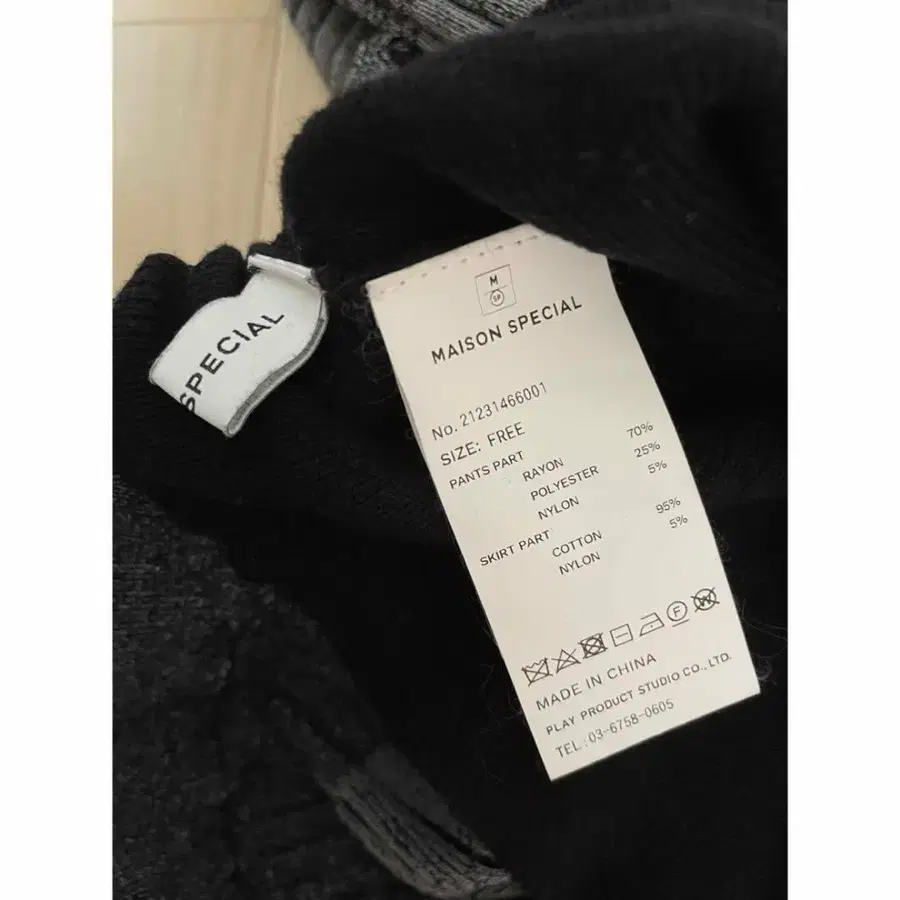 SPECIAL
M
SP
MAISON SPECIAL
No. 21231466001
SIZE: FREE
PANTS PART
RAYON 70%
POLYESTER 25%
NYLON 5%
SKIRT PART
COTTON 95%
NYLON 5%
F
W
MADE IN CHINA
PLAY PRODUCT STUDIO CO., LTD.
TEL:03-6758-0605